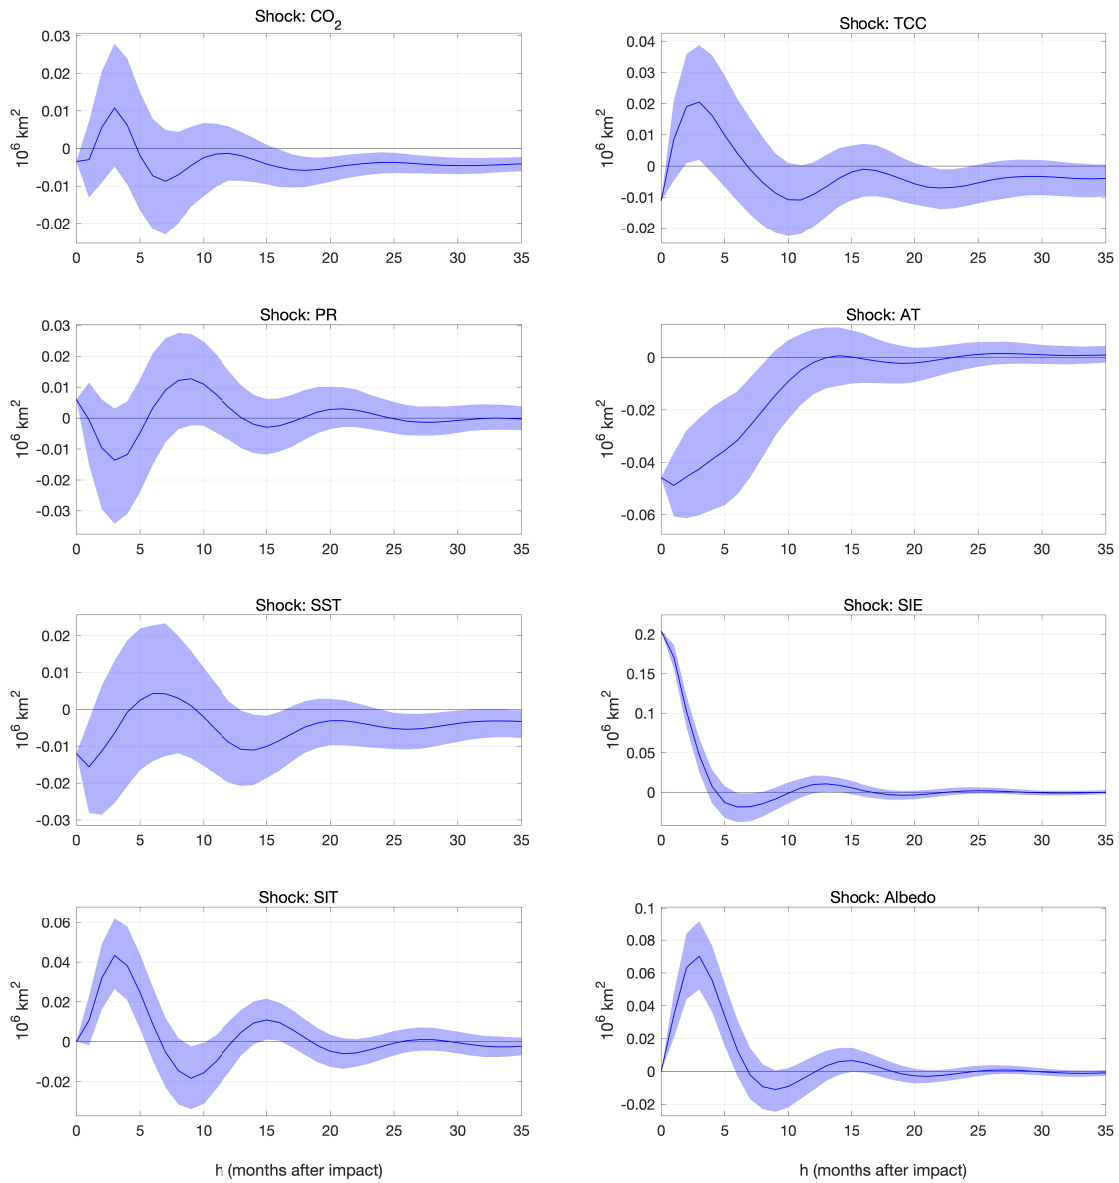 Shock: CO2
0.03
0.02
0.01
0
-0.01
-0.02
10^6 km^2
0 5 10 15 20 25 30 35
Shock: TCC
0.04
0.03
0.02
0.01
0
-0.01
-0.02
10^6 km^2
0 5 10 15 20 25 30 35
Shock: PR
0.03
0.02
0.01
0
-0.01
-0.02
-0.03
10^6 km^2
0 5 10 15 20 25 30 35
Shock: AT
0
-0.02
-0.04
-0.06
10^6 km^2
0 5 10 15 20 25 30 35
Shock: SST
0.02
0.01
0
-0.01
-0.02
-0.03
10^6 km^2
0 5 10 15 20 25 30 35
Shock: SIE
0.2
0.15
0.1
0.05
0
10^6 km^2
0 5 10 15 20 25 30 35
Shock: SIT
0.06
0.04
0.02
0
-0.02
10^6 km^2
0 5 10 15 20 25 30 35
h (months after impact)
Shock: Albedo
0.1
0.08
0.06
0.04
0.02
0
-0.02
10^6 km^2
0 5 10 15 20 25 30 35
h (months after impact)